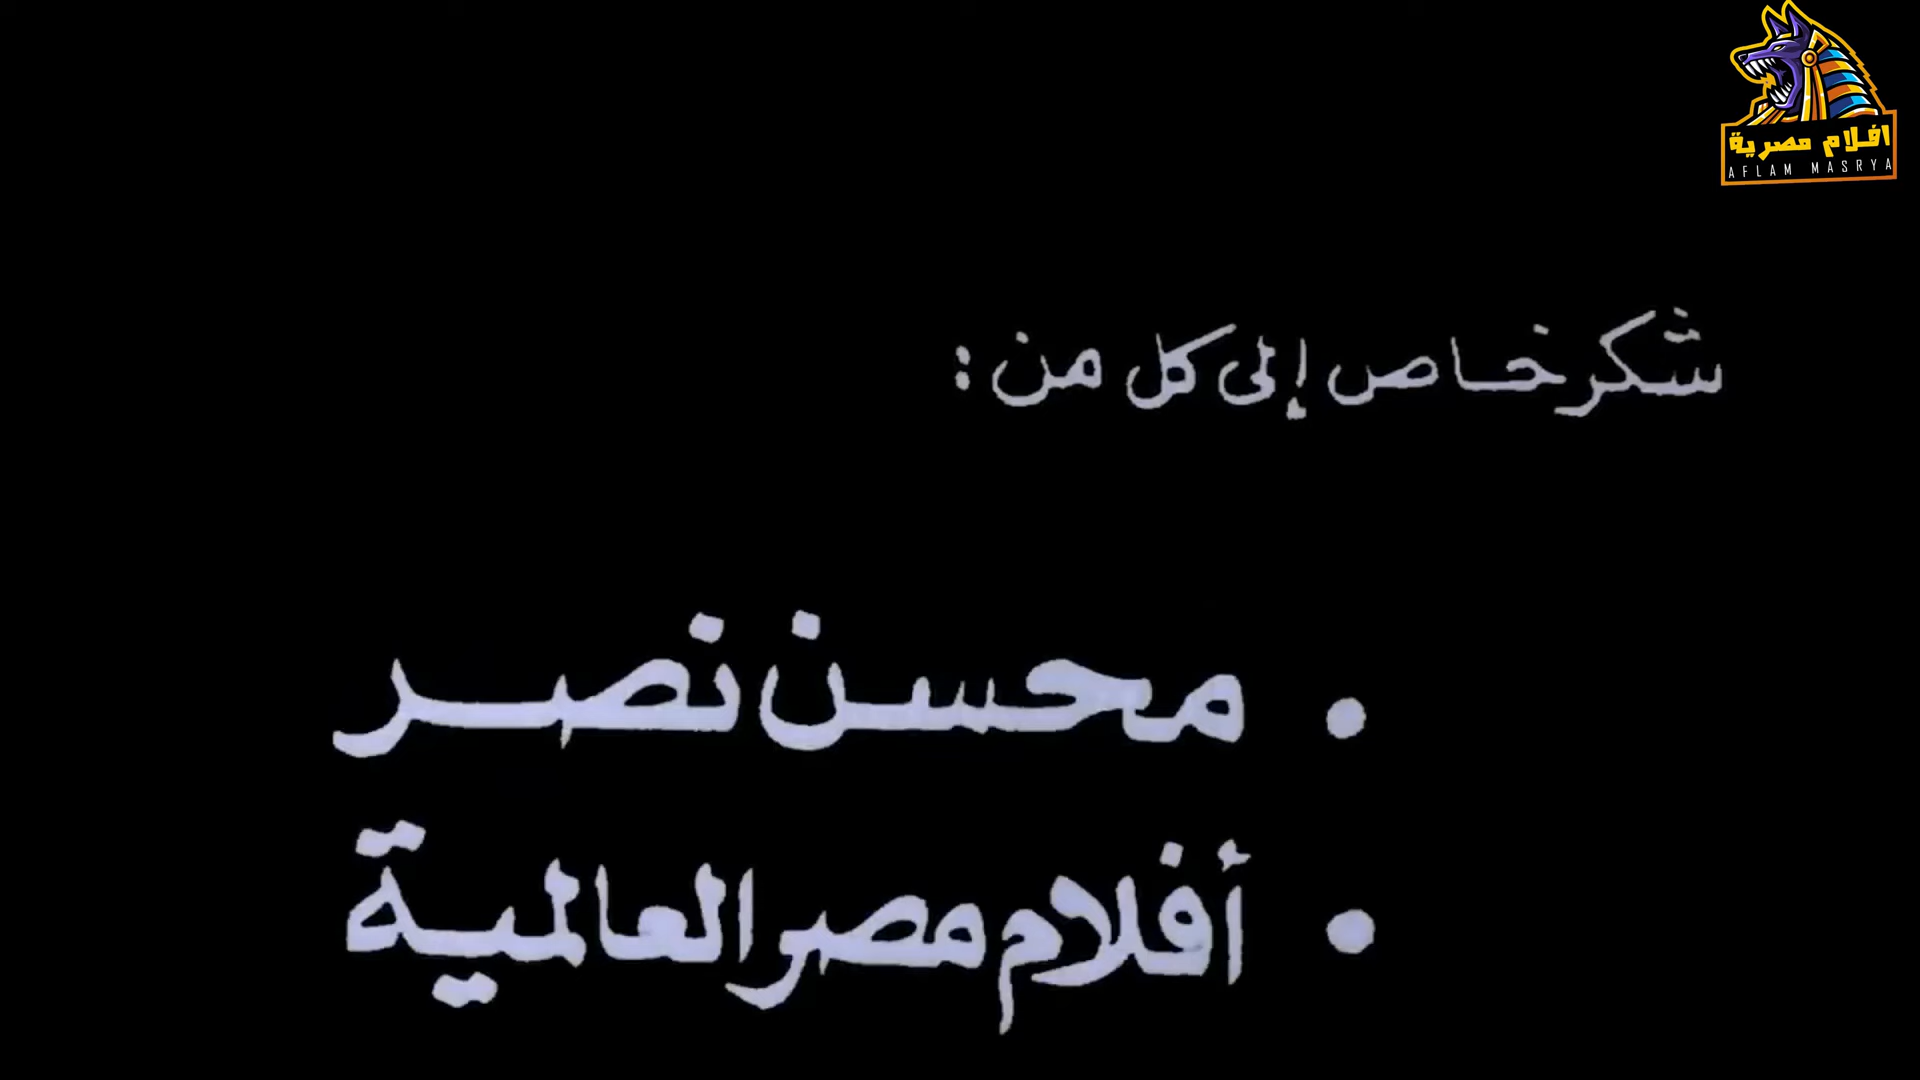 افلام مصرية
AFLAM MASRYA
شكر خاص إلى كل من :
• محسن نصر
• أفلام مصر العالمية